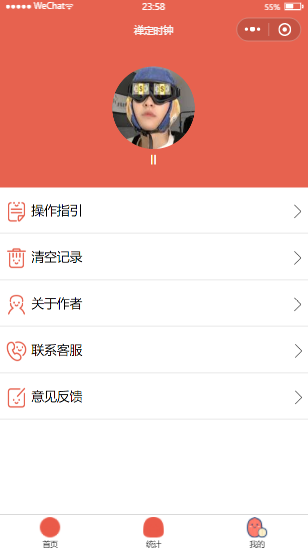 WeChat
23:58
55%
禅定时钟
II
操作指引
清空记录
关于作者
联系客服
意见反馈
首页
统计
我的